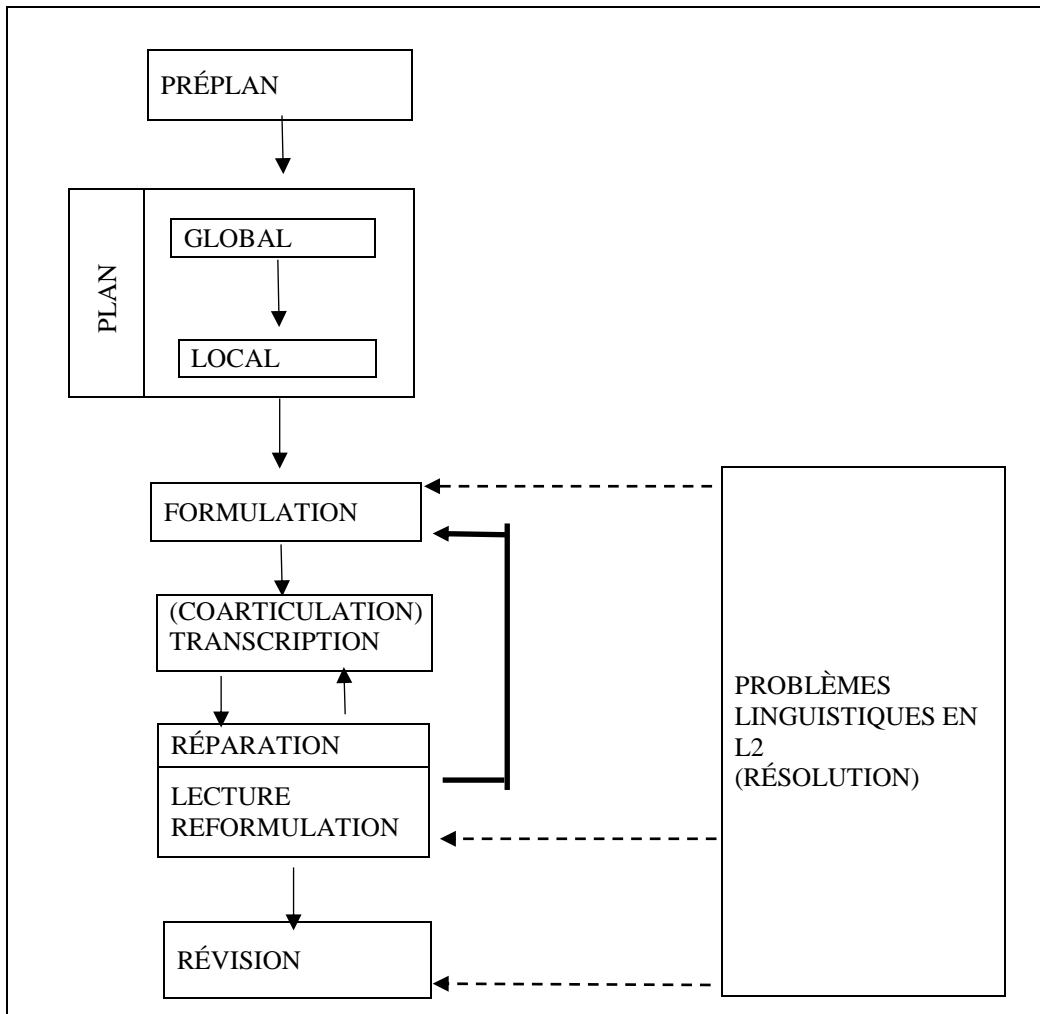 PRÉPLAN
PLAN
GLOBAL
LOCAL
FORMULATION
(COARTICULATION)
TRANSCRIPTION
RÉPARATION
LECTURE
REFORMULATION
RÉVISION
PROBLÈMES
LINGUISTIQUES EN
L2
(RÉSOLUTION)